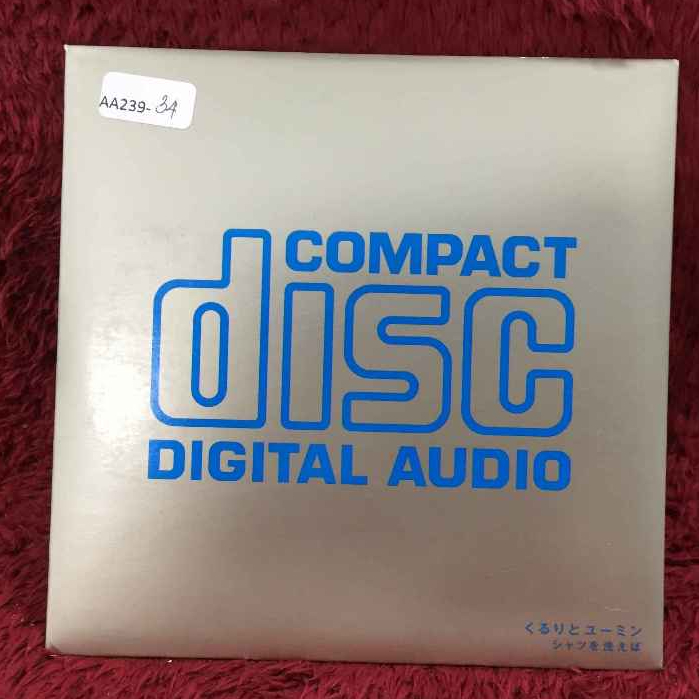 AA239-34
COMPACT
disc
DIGITAL AUDIO
くるりとユーミン
シャツを洗えば